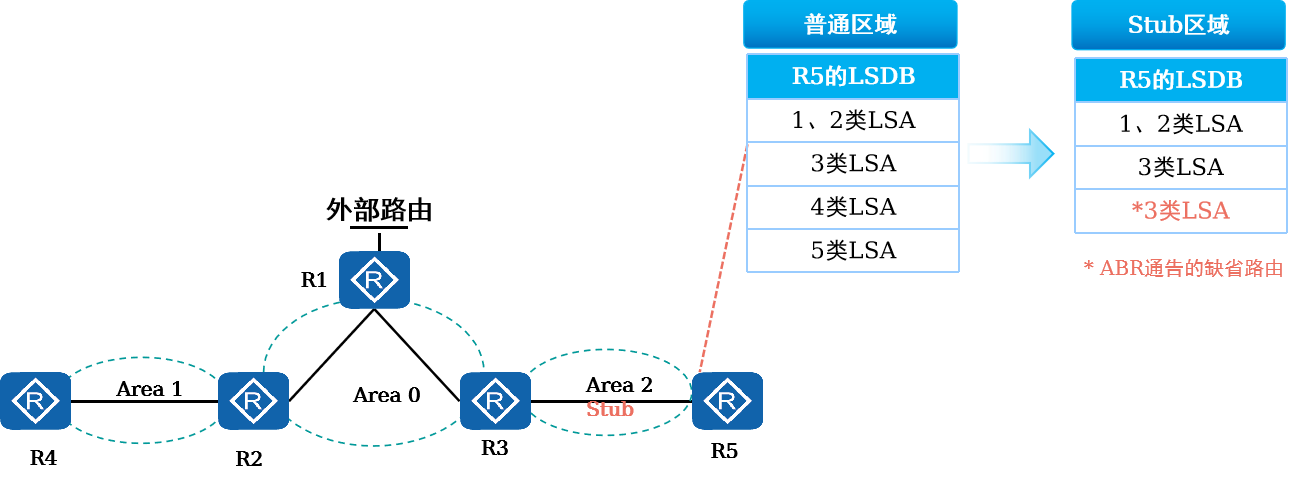 普通区域
R5的LSDB
1、2类LSA
3类LSA
4类LSA
5类LSA
Stub区域
R5的LSDB
1、2类LSA
3类LSA
*3类LSA
* ABR通告的缺省路由
外部路由
R1
R
Area 1
Area 0
Area 2
Stub
R
R
R
R
R4
R2
R3
R5